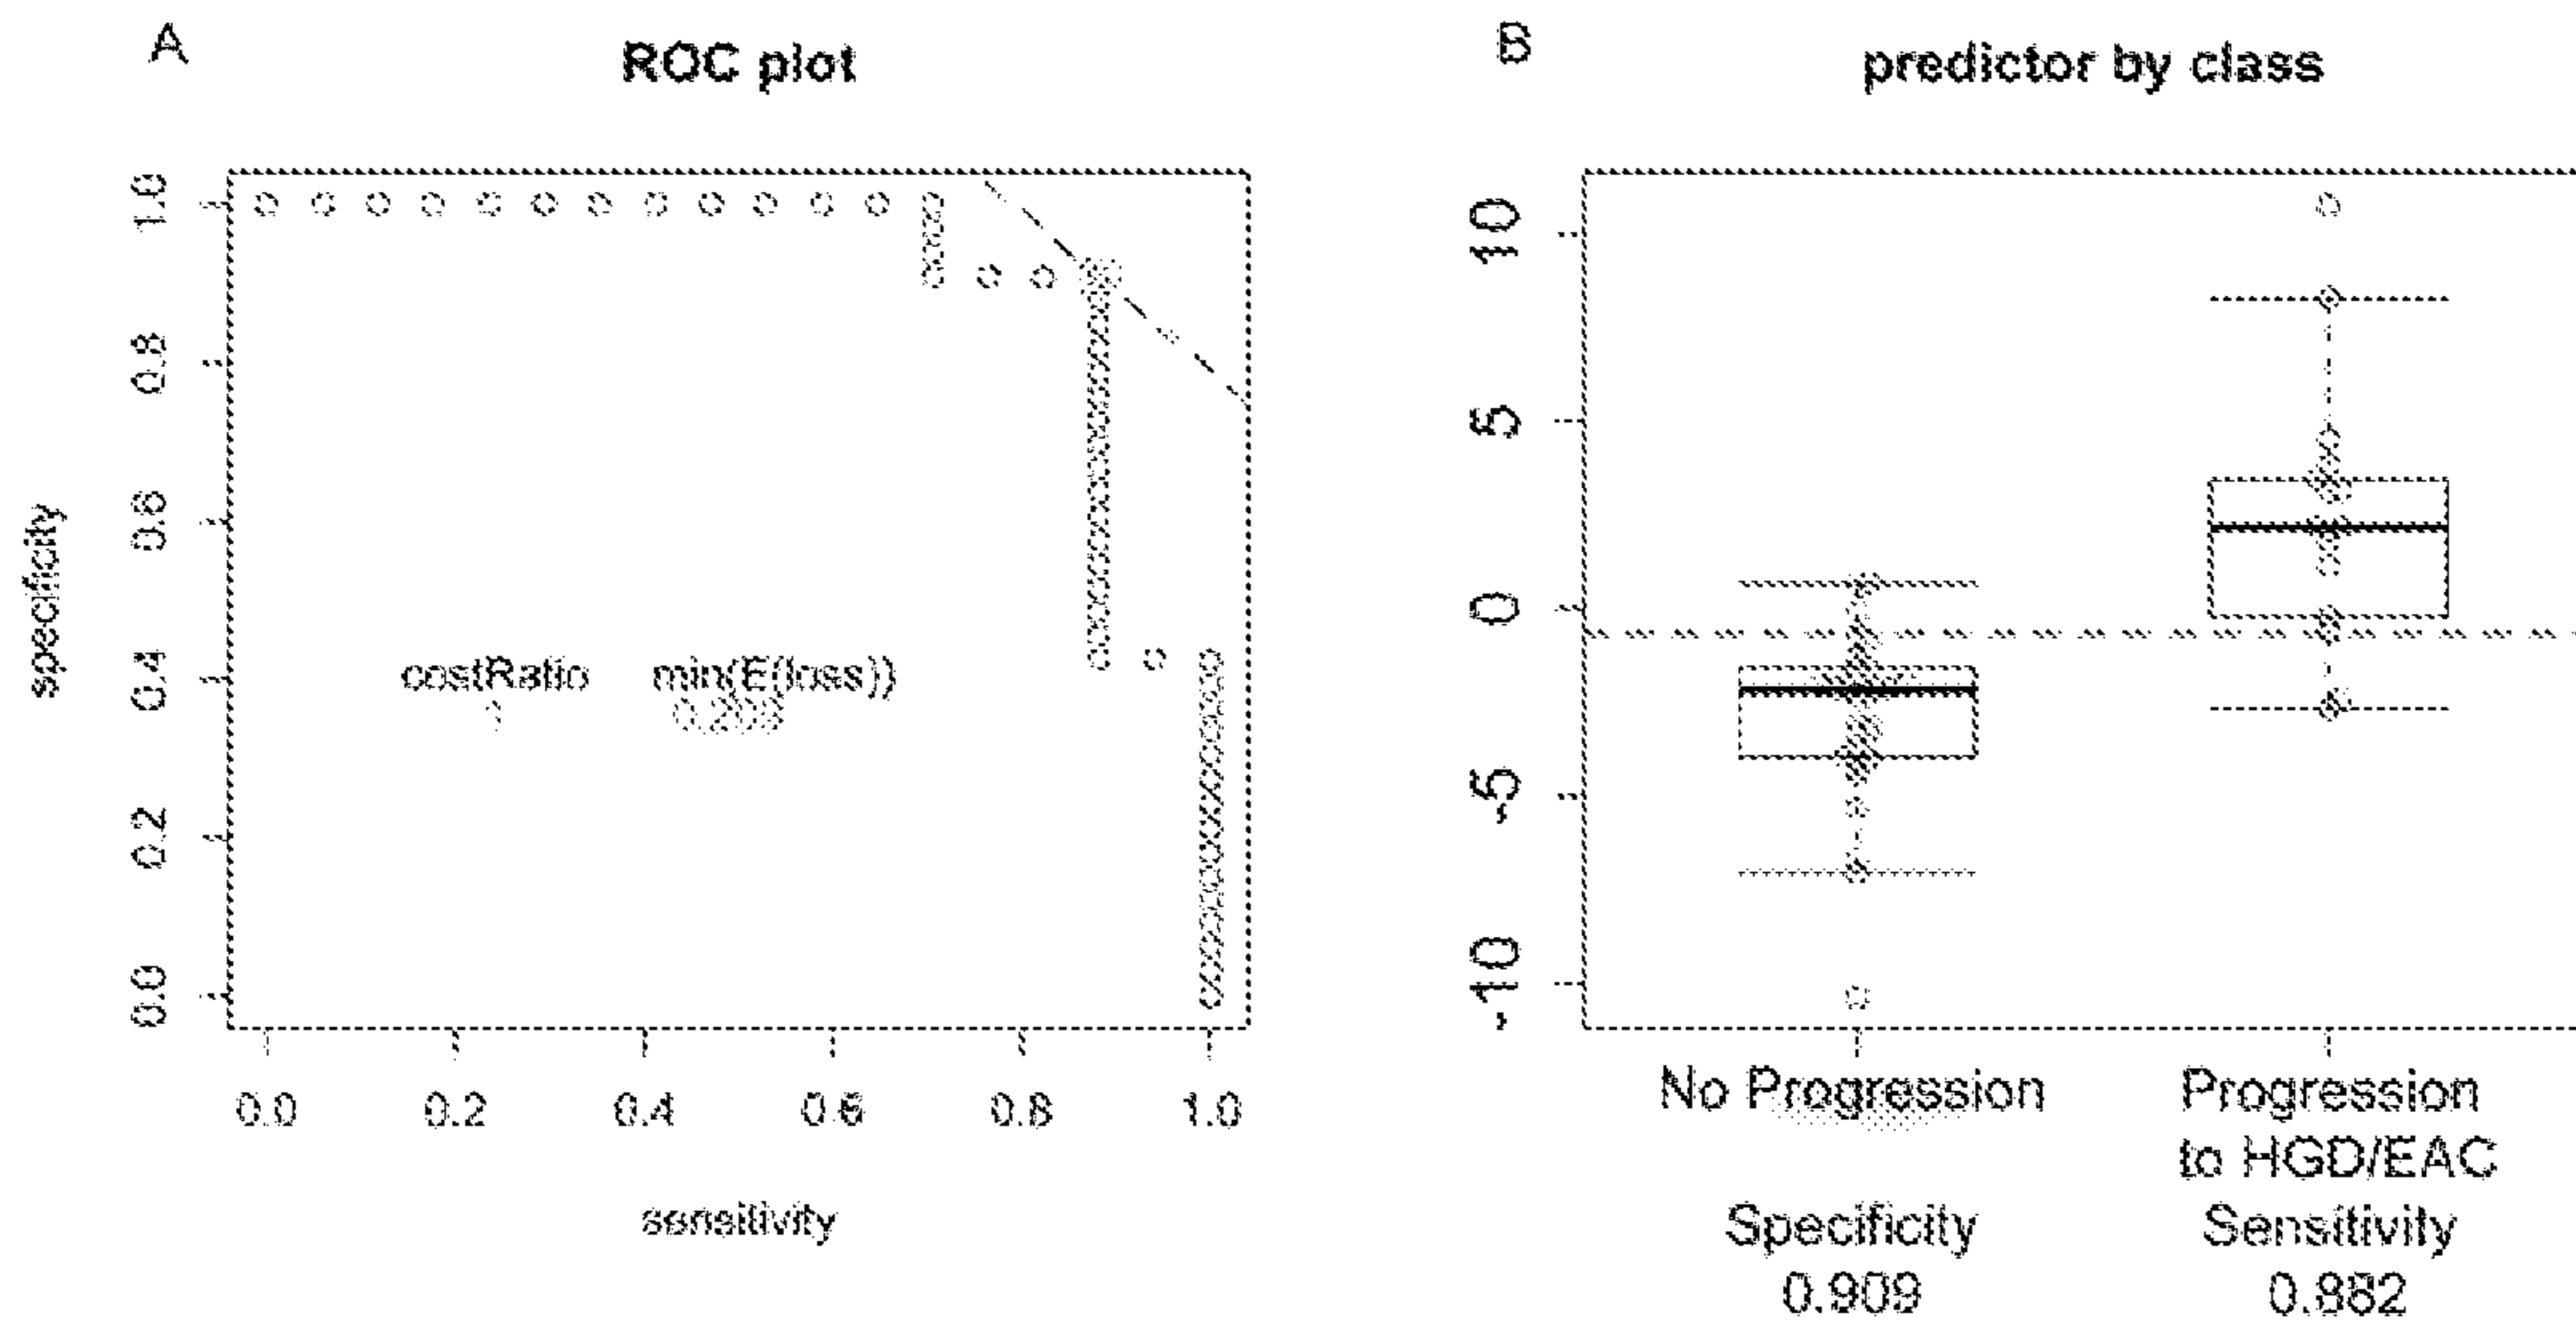 A
ROC plot
specificity
1.0
0.8
0.6
0.4
0.2
0.0
costRatio min(E(loss))
1 0.208
0.0 0.2 0.4 0.6 0.8 1.0
sensitivity
B
predictor by class
10
5
0
-5
-10
No Progression
Progression
to HGD/EAC
Specificity
0.909
Sensitivity
0.882